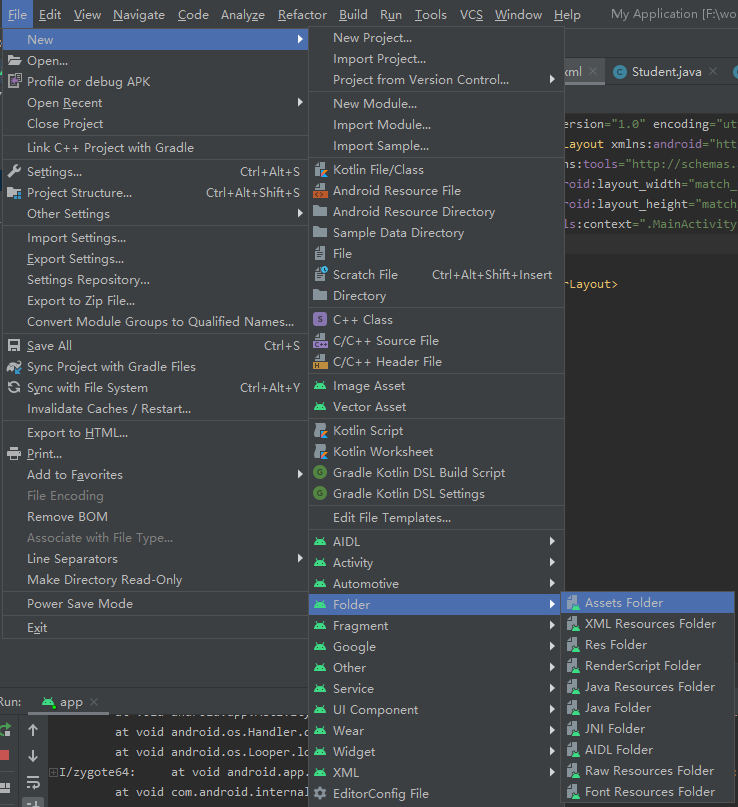 File Edit View Navigate Code Analyze Refactor Build Run Tools VCS Window Help My Application [F:\wo
New
Open...
Profile or debug APK
Open Recent
Close Project
Link C++ Project with Gradle
Settings... Ctrl+Alt+S
Project Structure... Ctrl+Alt+Shift+S
Other Settings
Import Settings...
Export Settings...
Settings Repository...
Export to Zip File...
Convert Module Groups to Qualified Names...
Save All Ctrl+S
Sync Project with Gradle Files
Sync with File System Ctrl+Alt+Y
Invalidate Caches / Restart...
Export to HTML...
Print...
Add to Favorites
File Encoding
Remove BOM
Associate with File Type...
Line Separators
Make Directory Read-Only
Power Save Mode
Exit
New Project...
Import Project...
Project from Version Control...
New Module...
Import Module...
Import Sample...
Kotlin File/Class
Android Resource File
Android Resource Directory
Sample Data Directory
File
Scratch File Ctrl+Alt+Shift+Insert
Directory
C++ Class
C/C++ Source File
C/C++ Header File
Image Asset
Vector Asset
Kotlin Script
Kotlin Worksheet
Gradle Kotlin DSL Build Script
Gradle Kotlin DSL Settings
Edit File Templates...
AIDL
Activity
Automotive
Folder
Fragment
Google
Other
Service
UI Component
Wear
Widget
XML
EditorConfig File
Assets Folder
XML Resources Folder
Res Folder
RenderScript Folder
Java Resources Folder
Java Folder
JNI Folder
AIDL Folder
Raw Resources Folder
Font Resources Folder
xml Student.java
ersion="1.0" encoding="ut
Layout xmlns:android="htt
ns:tools="http://schemas.
roid:layout_width="match_
roid:layout_height="match_
ls:context=".MainActivity
rLayout>
Run: app
at void android.os.Handler.d
at void android.os.Looper.lo
I/zygote64: at void android.app.
at void com.android.internal